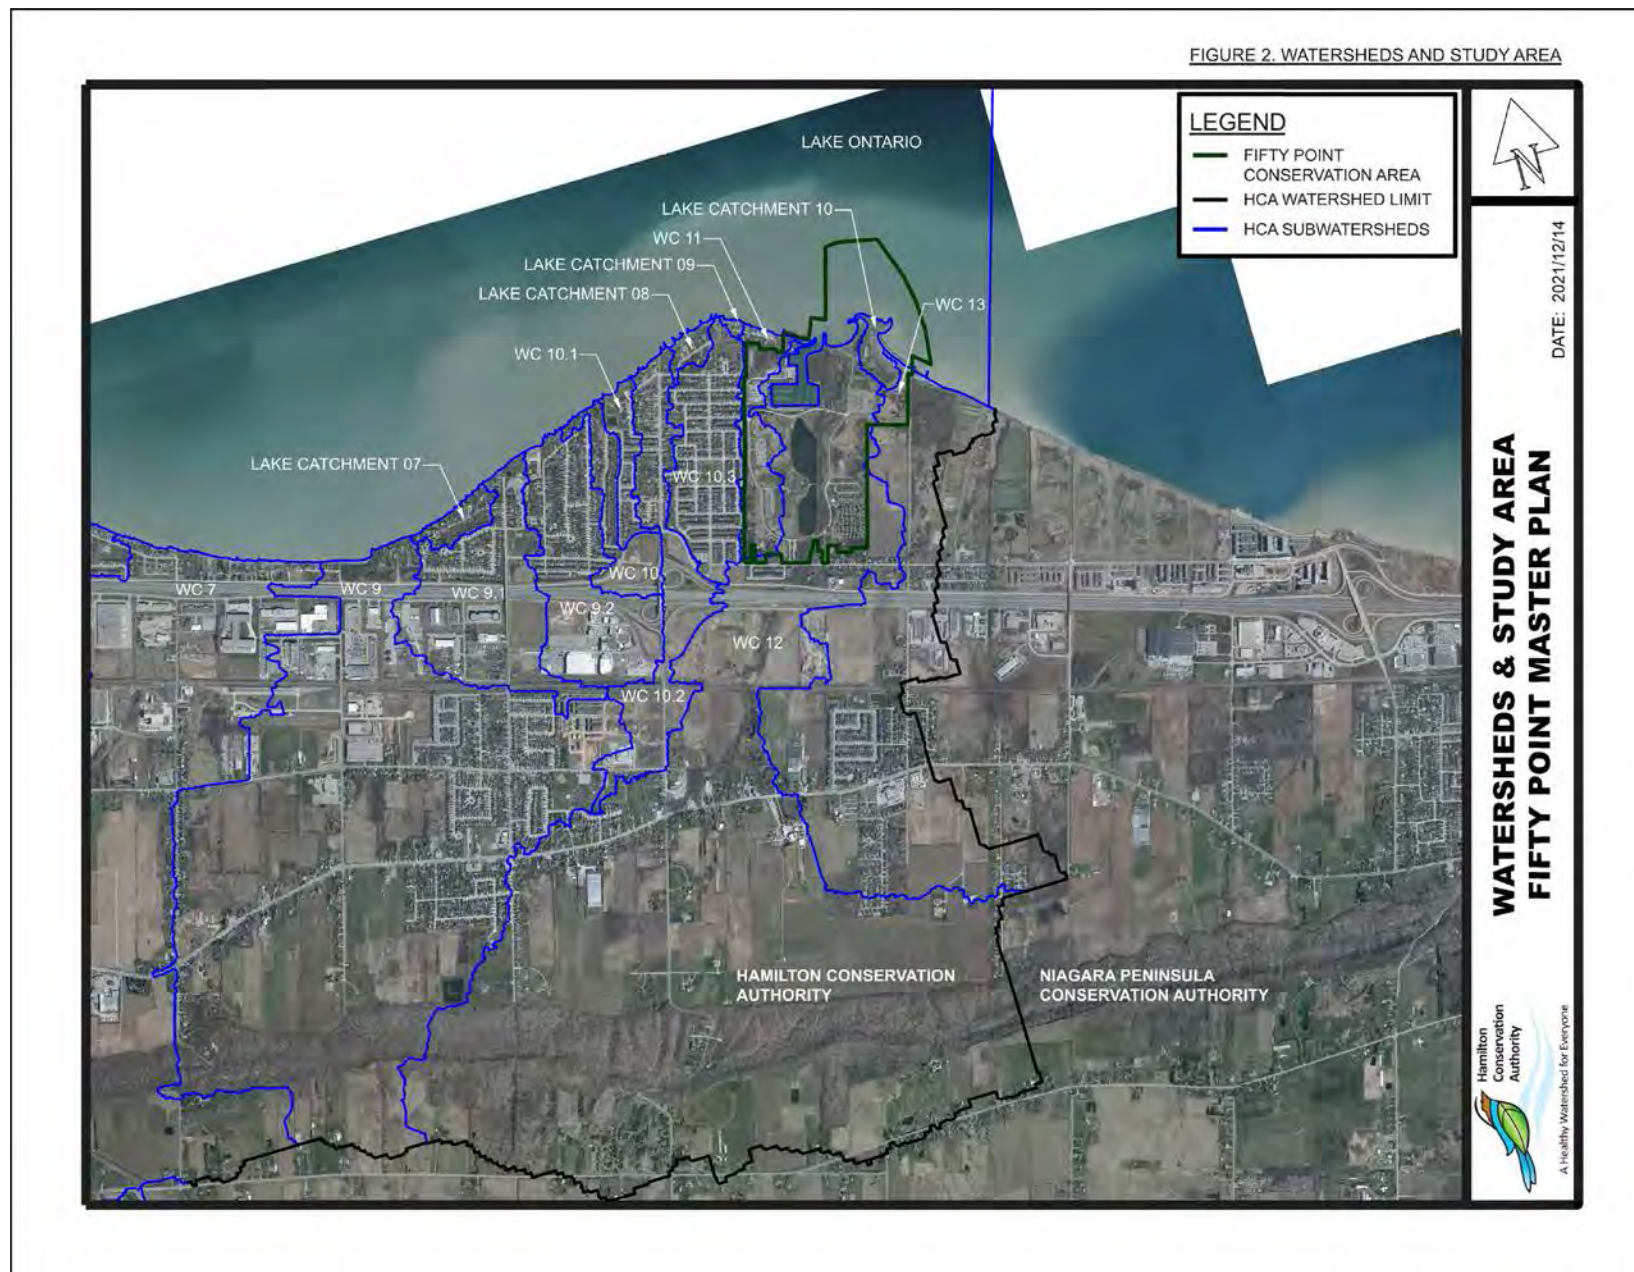 FIGURE 2. WATERSHEDS AND STUDY AREA
LEGEND
FIFTY POINT
CONSERVATION AREA
HCA WATERSHED LIMIT
HCA SUBWATERSHEDS
N
LAKE ONTARIO
LAKE CATCHMENT 10
WC 11
LAKE CATCHMENT 09
LAKE CATCHMENT 08
WC 13
WC 10.1
LAKE CATCHMENT 07
WC 10.3
WC 7
WC 9
WC 9.1
WC 9.2
WC 10
WC 12
WC 10.2
HAMILTON CONSERVATION
AUTHORITY
NIAGARA PENINSULA
CONSERVATION AUTHORITY
DATE: 2021/12/14
WATERSHEDS & STUDY AREA
FIFTY POINT MASTER PLAN
Hamilton
Conservation
Authority
A Healthy Watershed for Everyone